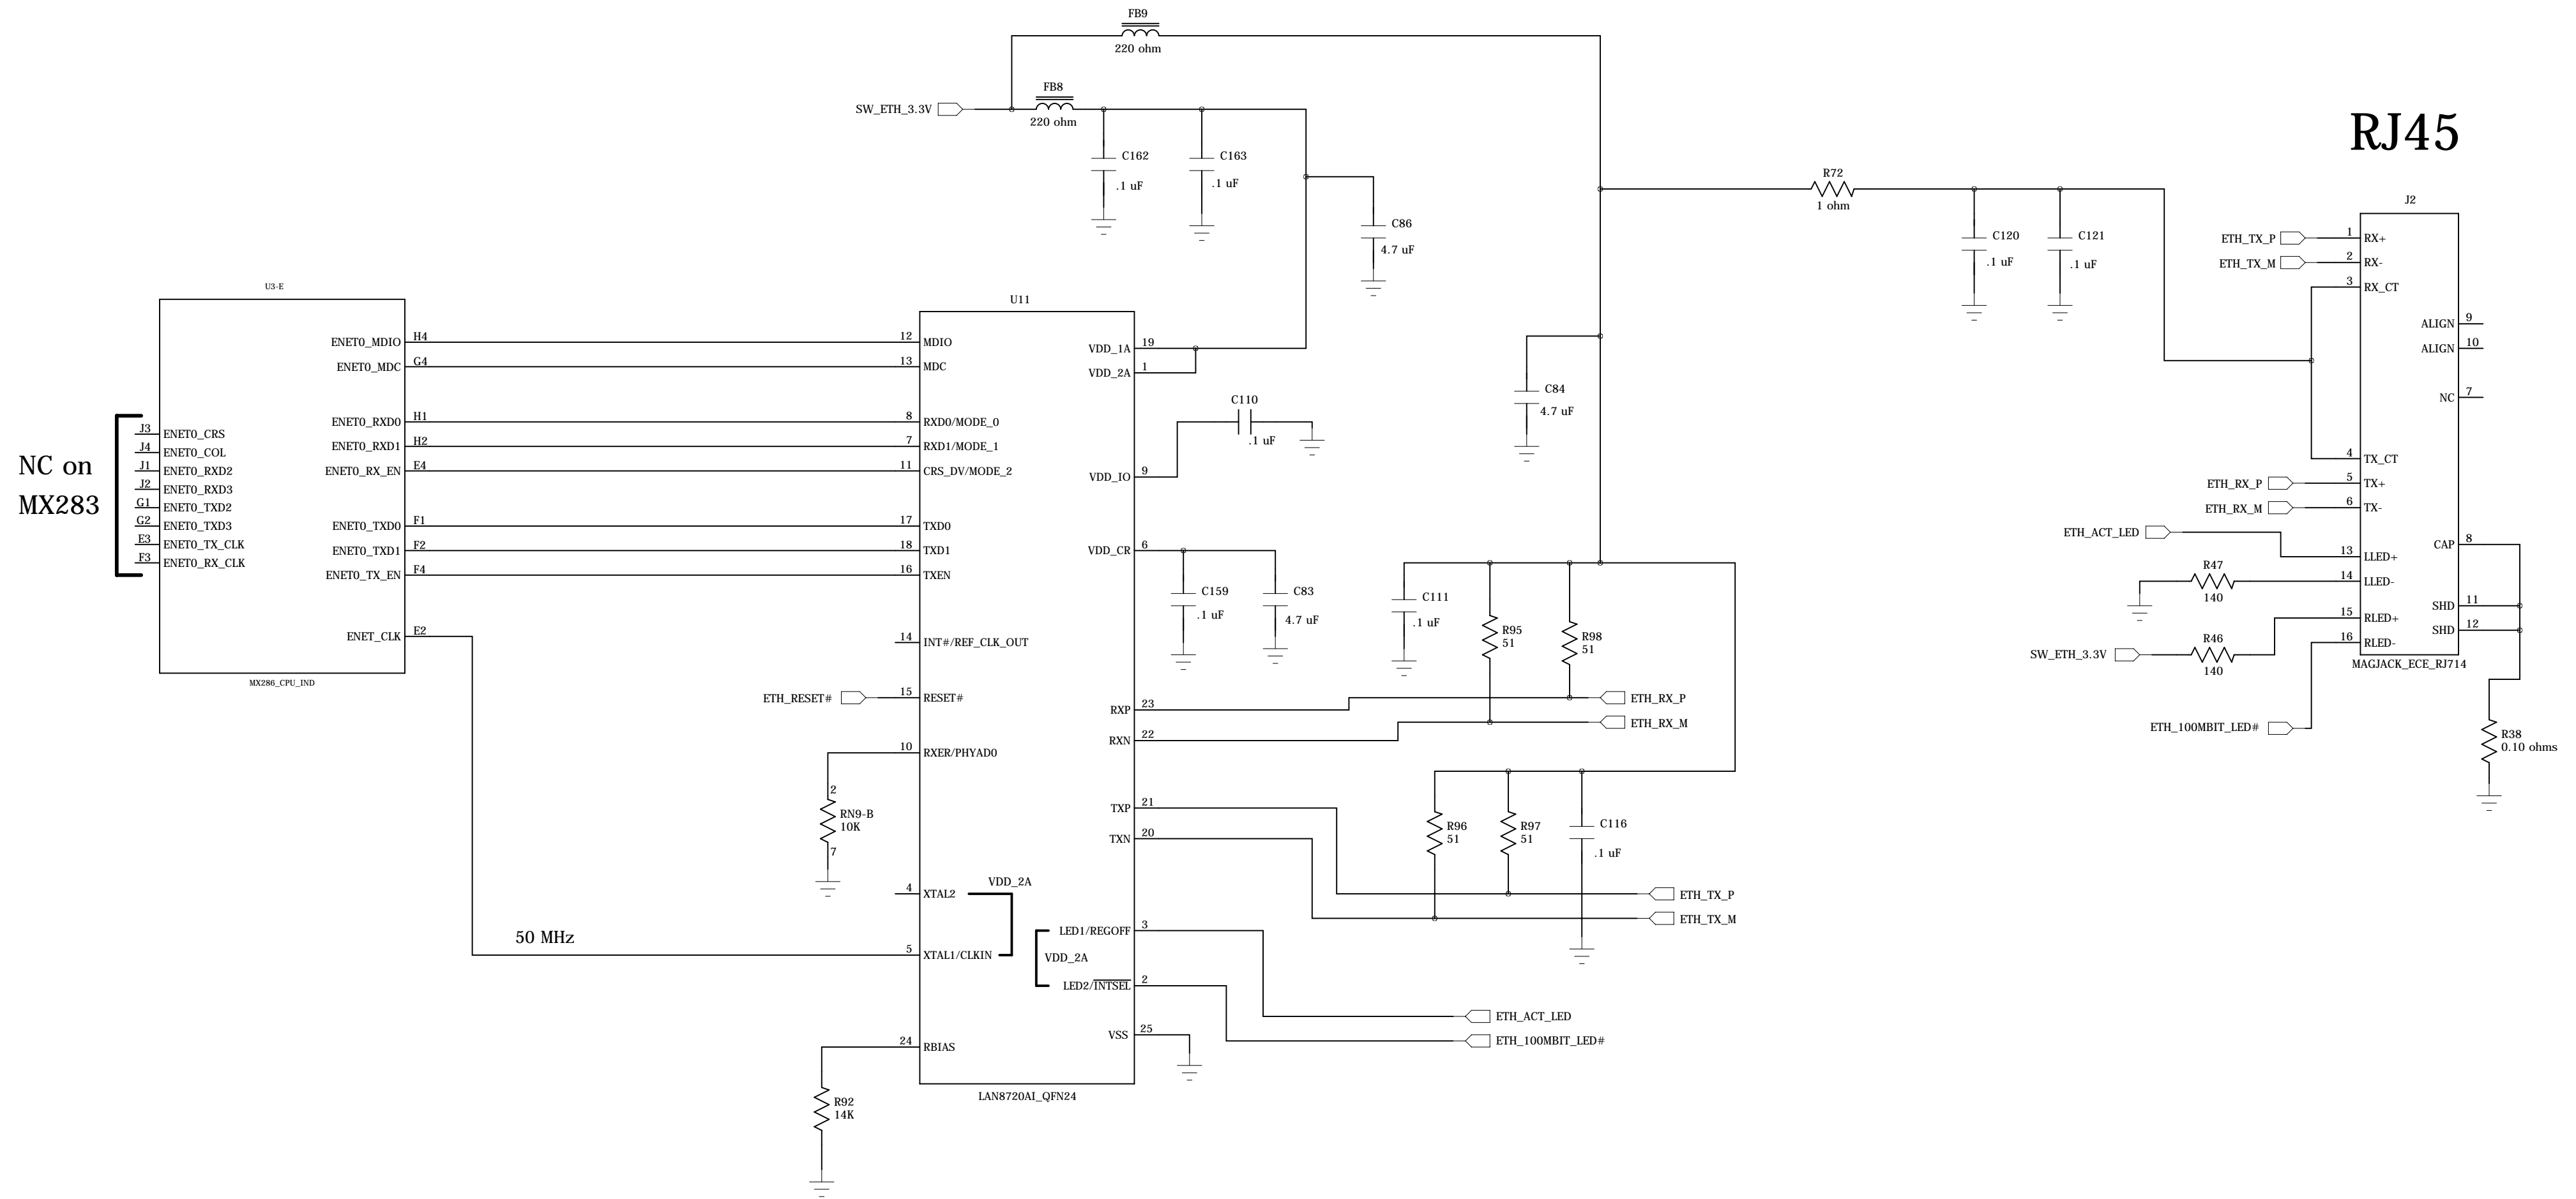 FB9
220 ohm
FB8
SW_ETH_3.3V
220 ohm
C162
.1 uF
C163
.1 uF
C86
4.7 uF
RJ45
R72
1 ohm
C120
.1 uF
C121
.1 uF
J2
ETH_TX_P 1 RX+
ETH_TX_M 2 RX-
3 RX_CT
ALIGN 9
ALIGN 10
NC 7
4 TX_CT
ETH_RX_P 5 TX+
ETH_RX_M 6 TX-
ETH_ACT_LED
CAP 8
13 LLED+
R47
14 LLED-
140
SHD 11
15 RLED+
SHD 12
R46
16 RLED-
SW_ETH_3.3V
140
MAGJACK_ECE_RJ714
ETH_100MBIT_LED#
R38
0.10 ohms
U3-E
ENET0_MDIO H4
ENET0_MDC G4
NC on
MX283
J3 ENET0_CRS
J4 ENET0_COL
J1 ENET0_RXD2
J2 ENET0_RXD3
G1 ENET0_TXD2
G2 ENET0_TXD3
E3 ENET0_TX_CLK
F3 ENET0_RX_CLK
ENET0_RXD0 H1
ENET0_RXD1 H2
ENET0_RX_EN E4
ENET0_TXD0 F1
ENET0_TXD1 F2
ENET0_TX_EN F4
ENET_CLK E2
MX286_CPU_IND
50 MHz
U11
12 MDIO
13 MDC
8 RXD0/MODE_0
7 RXD1/MODE_1
11 CRS_DV/MODE_2
17 TXD0
18 TXD1
16 TXEN
14 INT#/REF_CLK_OUT
ETH_RESET# 15 RESET#
10 RXER/PHYAD0
2
RN9-B
10K
7
4 XTAL2
VDD_2A
5 XTAL1/CLKIN
24 RBIAS
R92
14K
VDD_1A 19
VDD_2A 1
VDD_IO 9
VDD_CR 6
RXP 23
RXN 22
TXP 21
TXN 20
LED1/REGOFF 3
VDD_2A
LED2/INTSEL 2
VSS 25
LAN8720AI_QFN24
C110
.1 uF
C84
4.7 uF
C159
.1 uF
C83
4.7 uF
C111
.1 uF
R95
51
R98
51
ETH_RX_P
ETH_RX_M
R96
51
R97
51
C116
.1 uF
ETH_TX_P
ETH_TX_M
ETH_ACT_LED
ETH_100MBIT_LED#